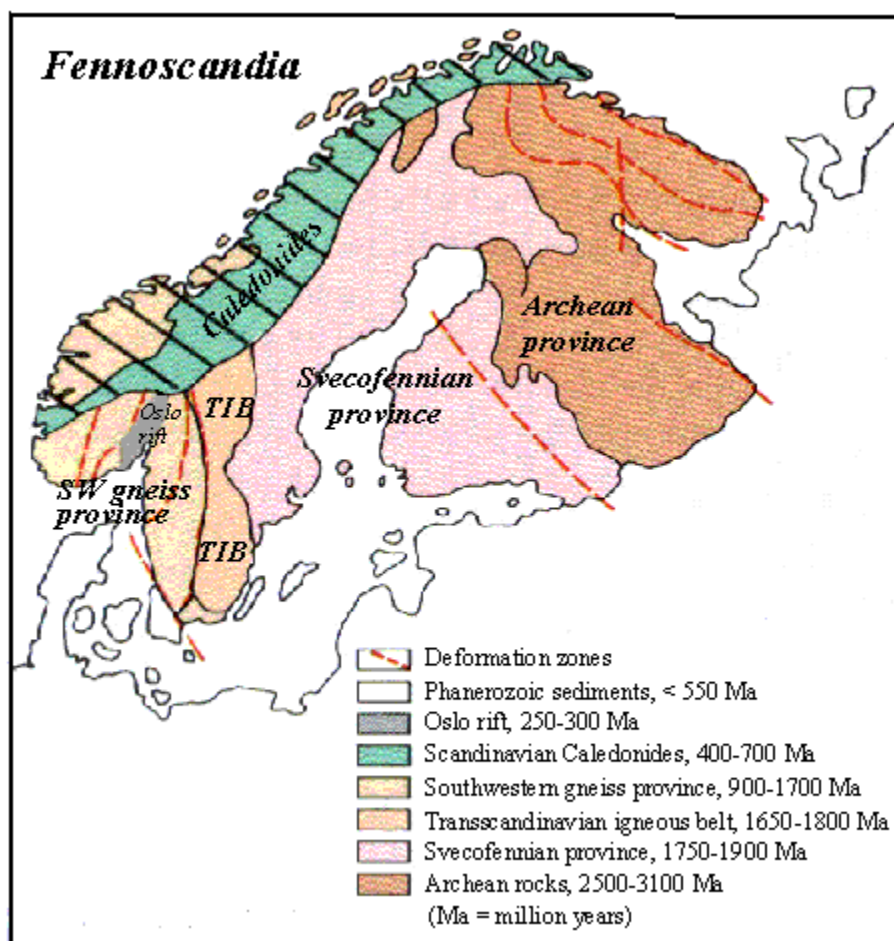 Fennoscandia
Caledonides
Archean
province
Svecofennian
province
TIB
Oslo
rift
SW gneiss
province
TIB
Deformation zones
Phanerozoic sediments, < 550 Ma
Oslo rift, 250-300 Ma
Scandinavian Caledonides, 400-700 Ma
Southwestern gneiss province, 900-1700 Ma
Transscandinavian igneous belt, 1650-1800 Ma
Svecofennian province, 1750-1900 Ma
Archean rocks, 2500-3100 Ma
(Ma = million years)